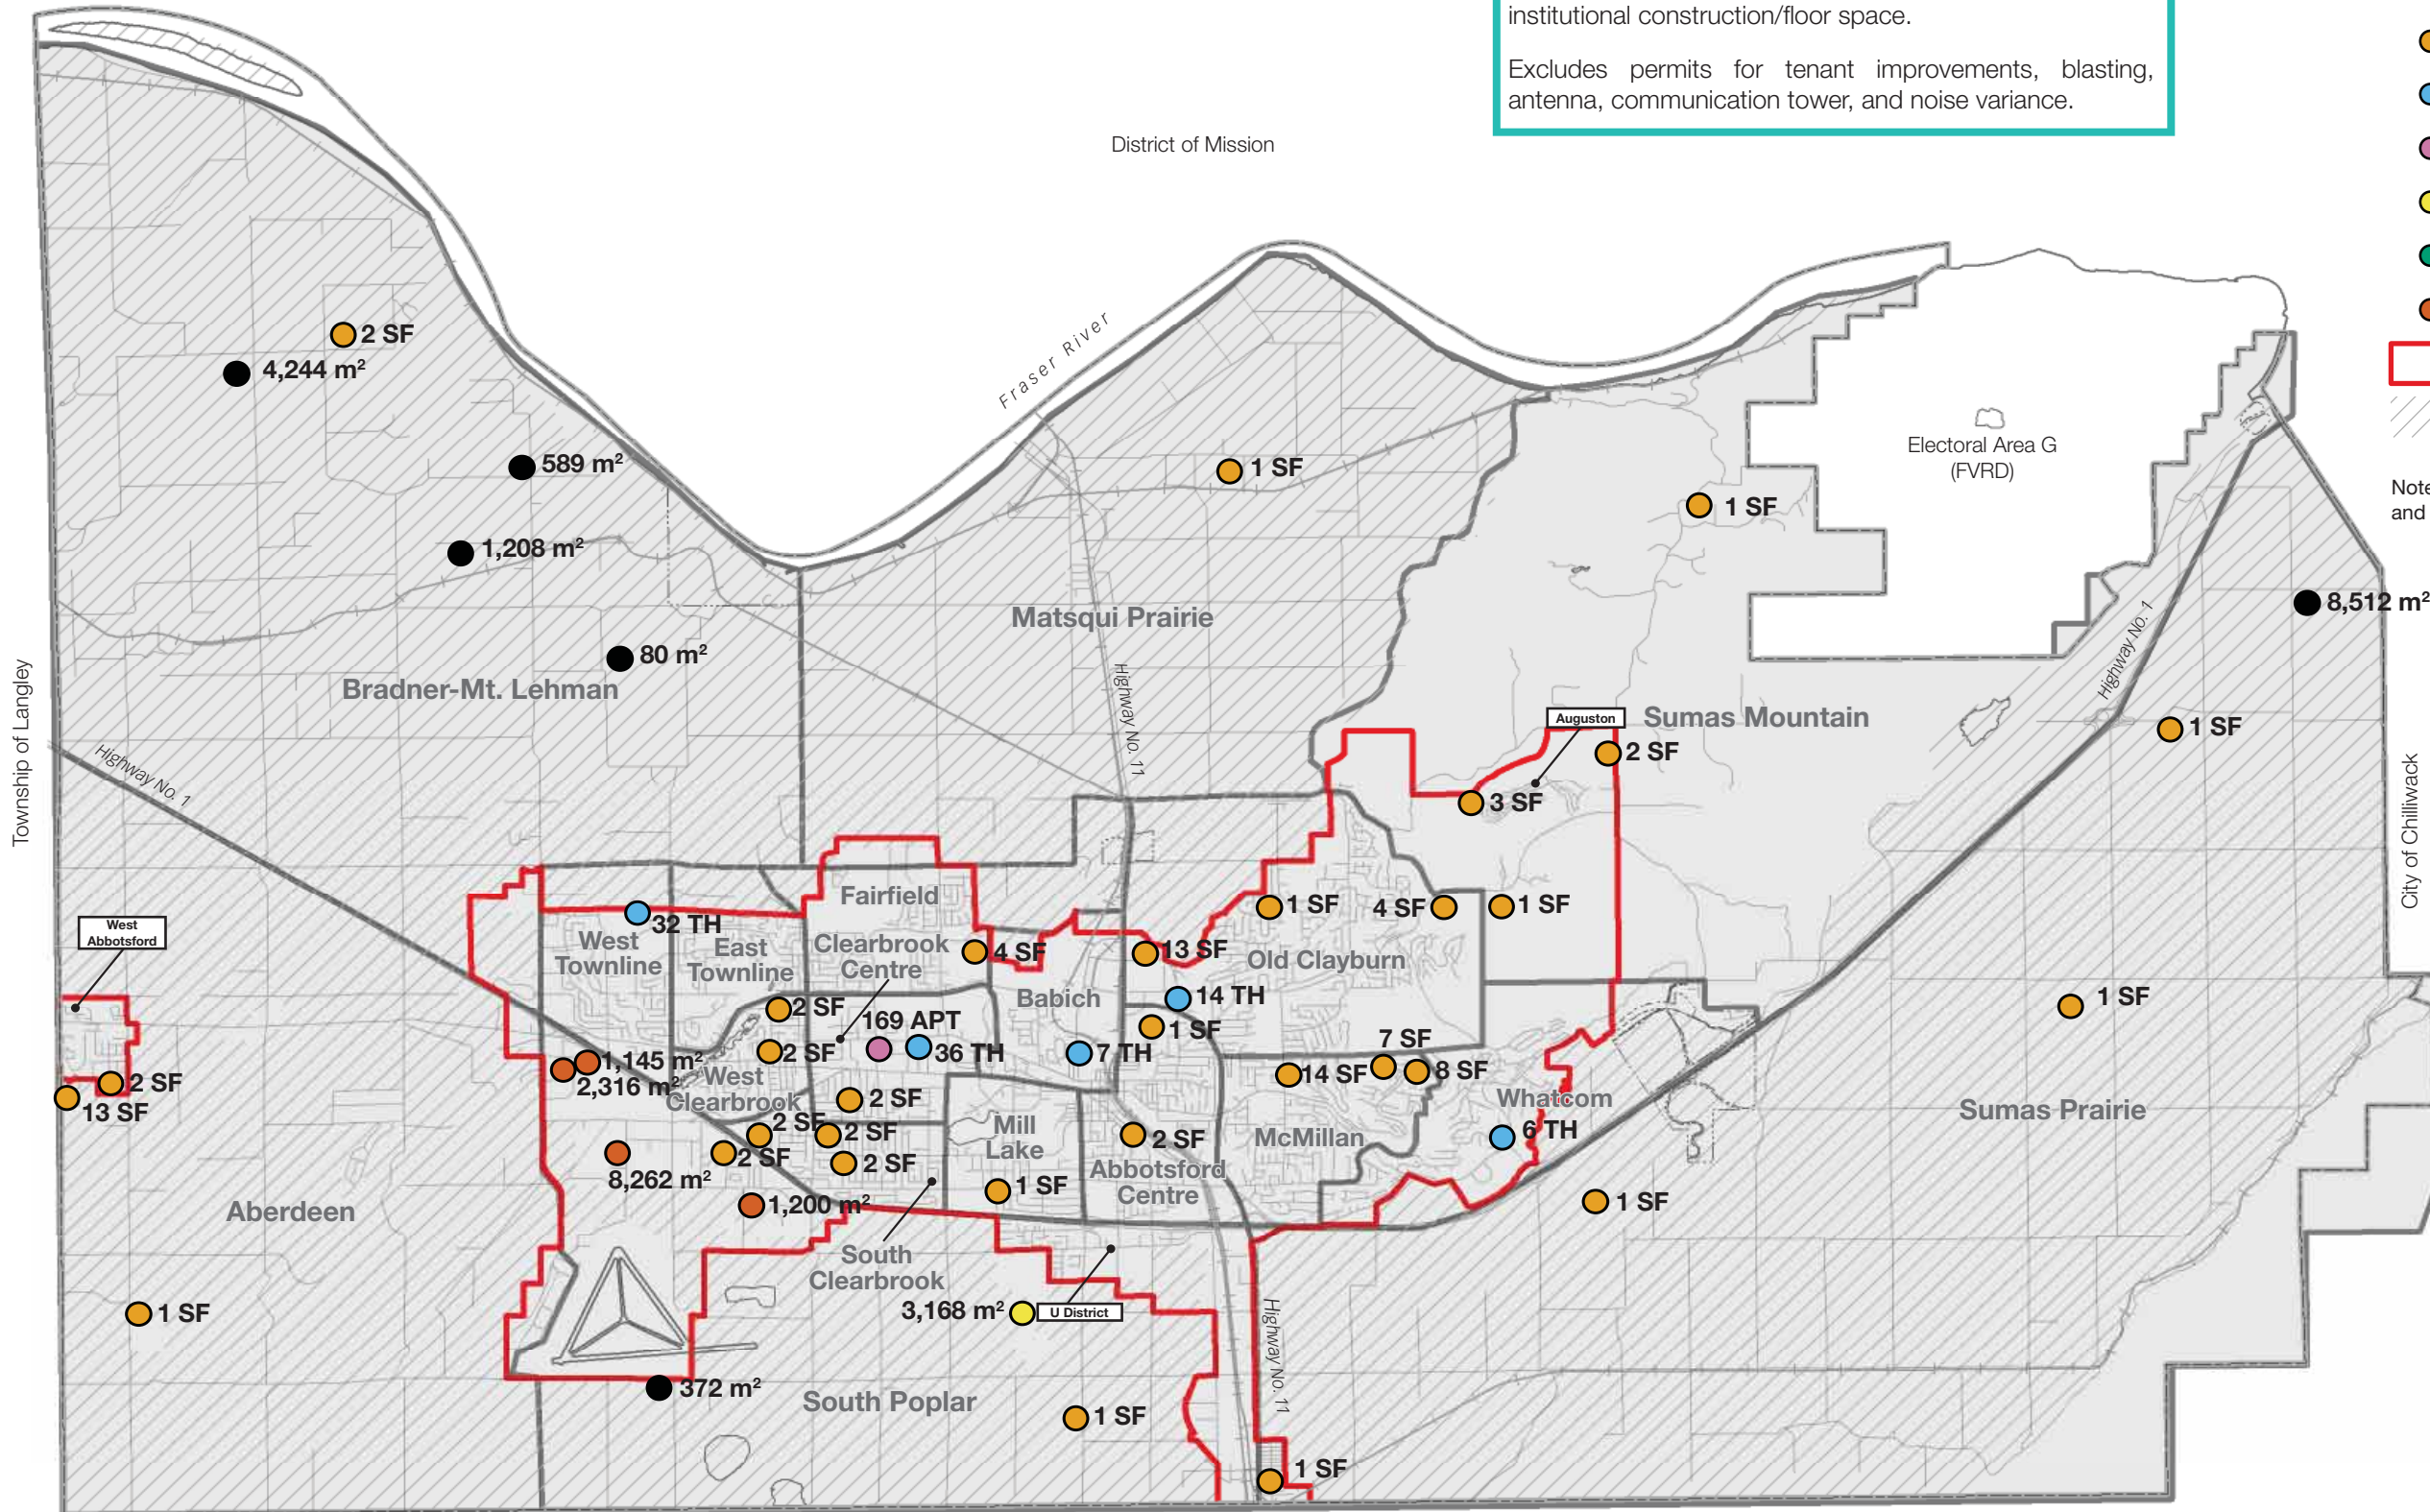 institutional construction/floor space.
Excludes permits for tenant improvements, blasting,
antenna, communication tower, and noise variance.
District of Mission
Fraser River
2 SF
4,244 m²
589 m²
1,208 m²
80 m²
Bradner-Mt. Lehman
Matsqui Prairie
1 SF
1 SF
Electoral Area G
(FVRD)
Note
and
8,512 m²
Highway No. 1
Highway No. 11
Township of Langley
Highway No. 1
Auguston
Sumas Mountain
2 SF
3 SF
1 SF
City of Chilliwack
West
Abbotsford
Fairfield
32 TH
West
Townline
East
Townline
Clearbrook
Centre
4 SF
13 SF
1 SF
4 SF
1 SF
Old Clayburn
Babich
14 TH
1 SF
2 SF
169 APT
36 TH
7 TH
2 SF
1,145 m²
2,316 m²
West
Clearbrook
2 SF
13 SF
7 SF
14 SF
8 SF
Whatcom
6 TH
1 SF
Sumas Prairie
2 SF
2 SF
2 SF
2 SF
2 SF
Mill
Lake
1 SF
2 SF
Abbotsford
Centre
McMillan
8,262 m²
1,200 m²
Aberdeen
1 SF
South
Clearbrook
1 SF
3,168 m²
U District
Highway No. 11
372 m²
South Poplar
1 SF
1 SF